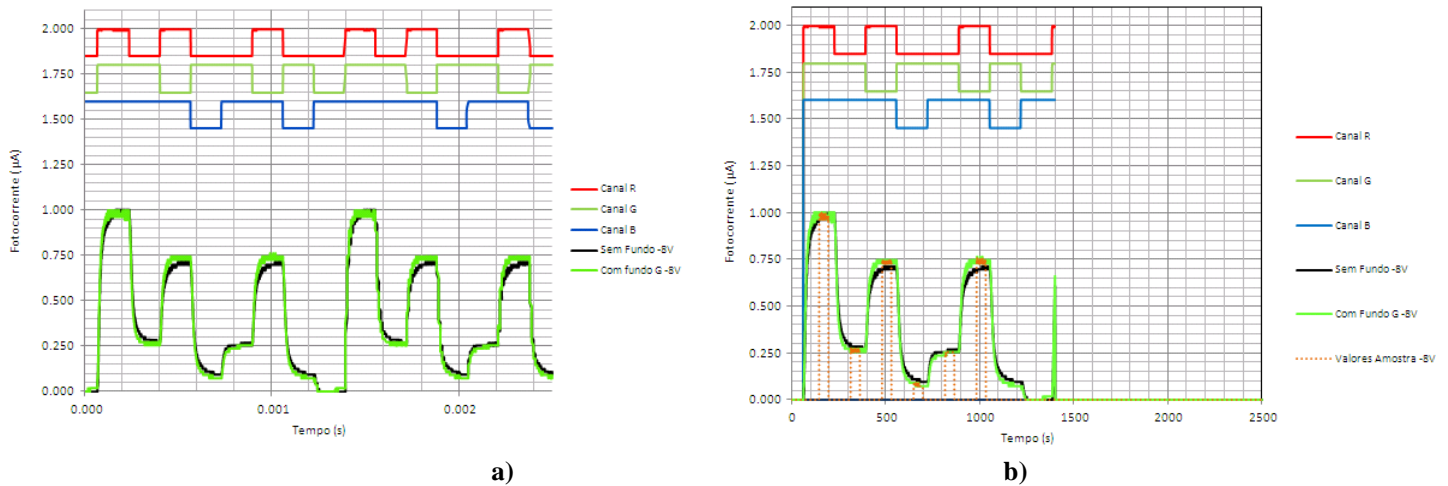 2.000
1.750
1.500
1.250
1.000
0.750
0.500
0.250
0.000
Fotocorrente (µA)
0.000
0.001
0.002
Tempo (s)
Canal R
Canal G
Canal B
Sem Fundo -8V
Com fundo G -8V
a)
2.000
1.750
1.500
1.250
1.000
0.750
0.500
0.250
0.000
Fotocorrente (µA)
0
500
1000
1500
2000
2500
Tempo (s)
Canal R
Canal G
Canal B
Sem Fundo -8V
Com Fundo G -8V
Valores Amostra -8V
b)